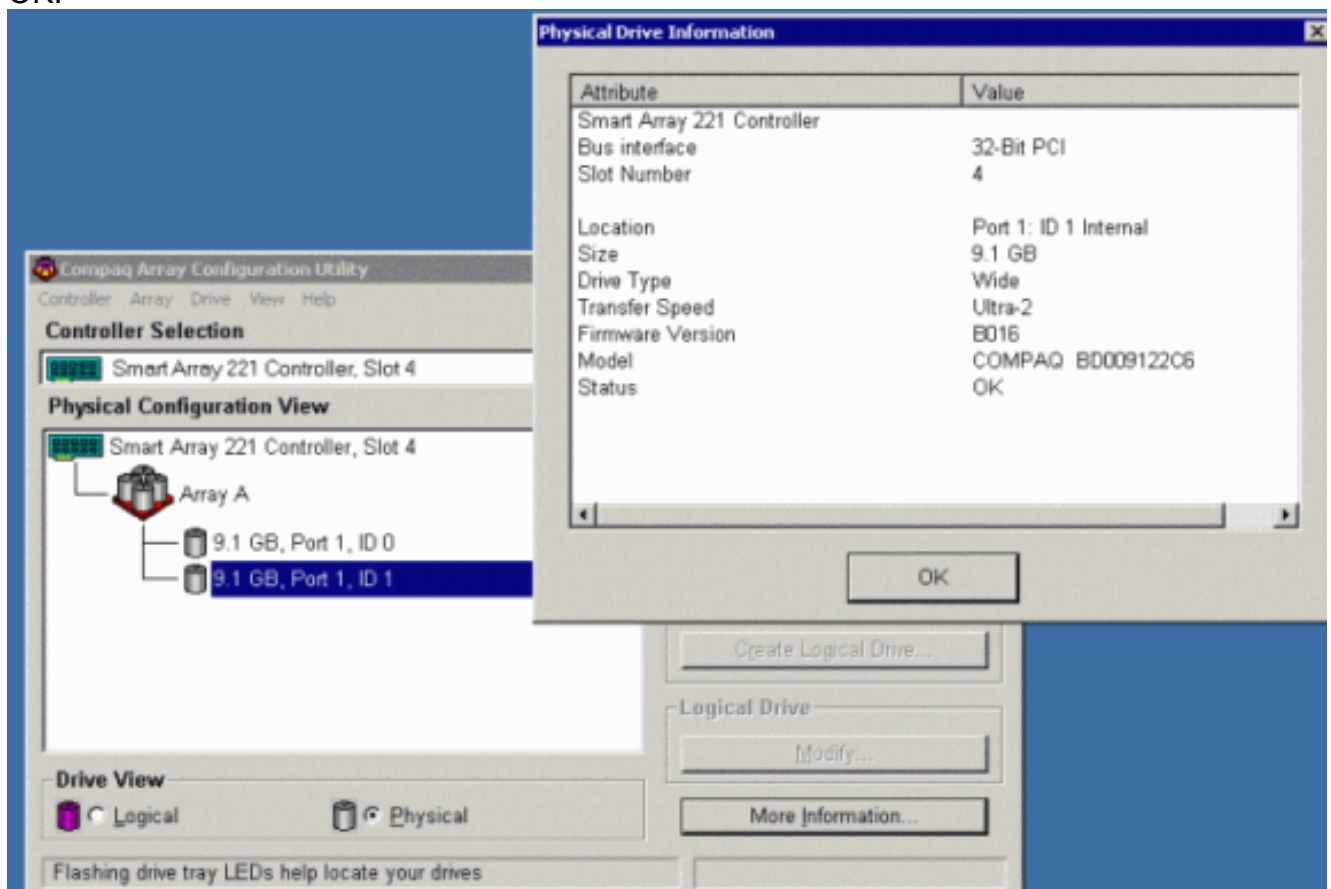 Physical Drive Information
Attribute Value
Smart Array 221 Controller
Bus interface 32-Bit PCI
Slot Number 4
Location Port 1: ID 1 Internal
Size 9.1 GB
Drive Type Wide
Transfer Speed Ultra-2
Firmware Version B016
Model COMPAQ BD009122C6
Status OK
OK
Compaq Array Configuration Utility
Controller Array Drive View Help
Controller Selection
Smart Array 221 Controller, Slot 4
Physical Configuration View
Smart Array 221 Controller, Slot 4
Array A
9.1 GB, Port 1, ID 0
9.1 GB, Port 1, ID 1
Create Logical Drive...
Logical Drive
Modify...
More Information...
Drive View
Logical Physical
Flashing drive tray LEDs help locate your drives